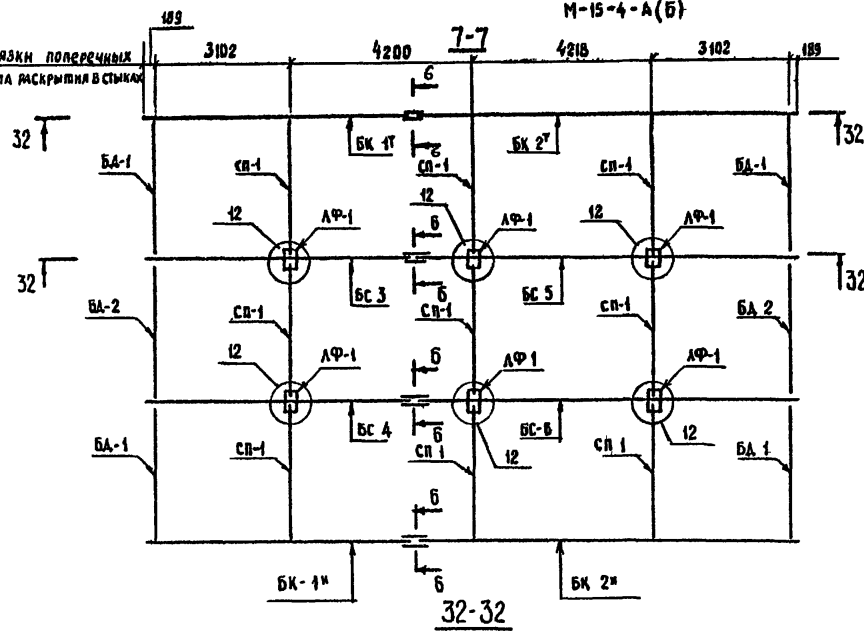 М-15-4-А(Б)
189
7-7
ЯЗКИ ПОПЕРЕЧНЫХ
3102
4200
4218
3102
189
РАСКРЫТИЯ В СТЫКАХ
6
32
32
БК 1т
6
БК 2т
БД-1
СП-1
СП-1
СП-1
БД-1
12
ЛФ-1
12
ЛФ-1
12
ЛФ-1
6
32
32
БС 3
6
БС 5
БД-2
СП-1
СП-1
СП-1
БД 2
12
ЛФ-1
6
ЛФ 1
ЛФ-1
БС 4
6
БС-6
БД-1
СП-1
СП 1
12
СП 1
12
БД 1
6
БК-1н
6
БК 2н
32-32